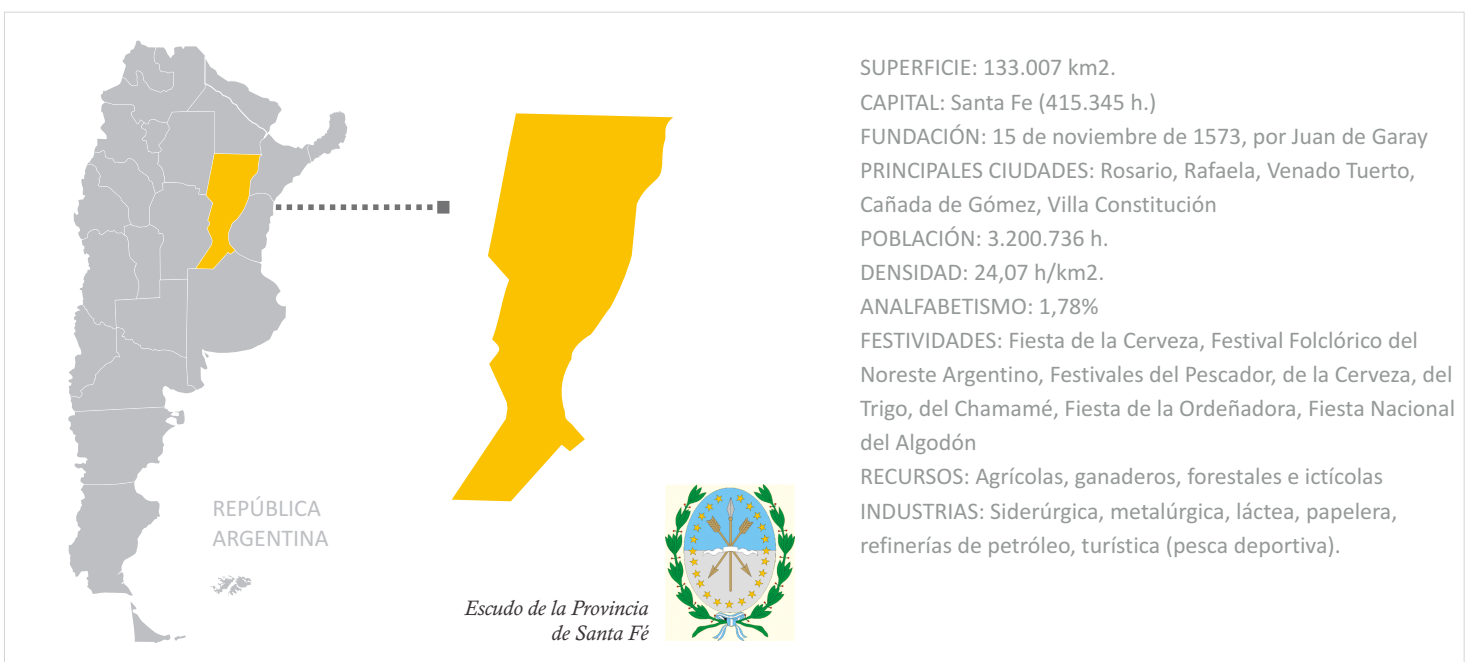 SUPERFICIE: 133.007 km2.
CAPITAL: Santa Fe (415.345 h.)
FUNDACIÓN: 15 de noviembre de 1573, por Juan de Garay
PRINCIPALES CIUDADES: Rosario, Rafaela, Venado Tuerto,
Cañada de Gómez, Villa Constitución
POBLACIÓN: 3.200.736 h.
DENSIDAD: 24,07 h/km2.
ANALFABETISMO: 1,78%
FESTIVIDADES: Fiesta de la Cerveza, Festival Folclórico del
Noreste Argentino, Festivales del Pescador, de la Cerveza, del
Trigo, del Chamamé, Fiesta de la Ordeñadora, Fiesta Nacional
del Algodón
RECURSOS: Agrícolas, ganaderos, forestales e ictícolas
INDUSTRIAS: Siderúrgica, metalúrgica, láctea, papelera,
refinerías de petróleo, turística (pesca deportiva).
REPÚBLICA
ARGENTINA
Escudo de la Provincia
de Santa Fé